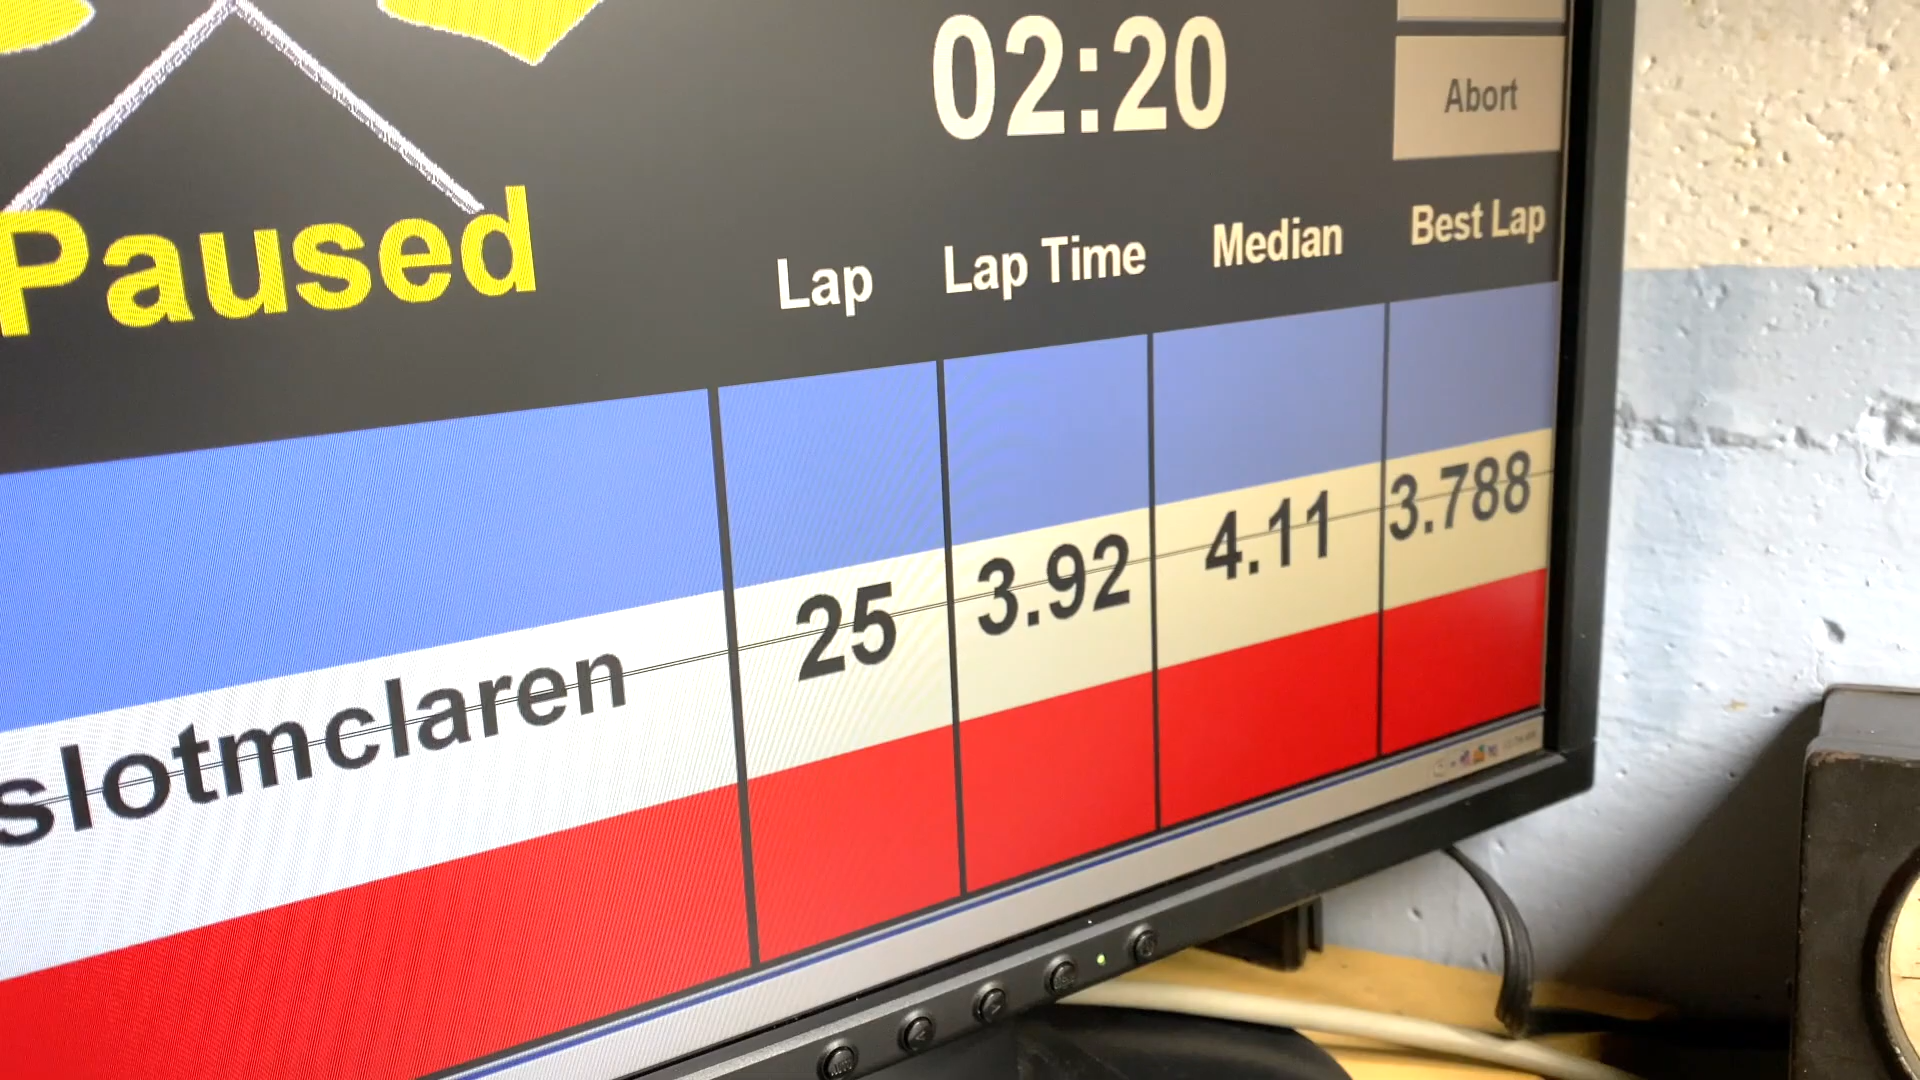 02:20
Abort
Paused
Lap Lap Time Median Best Lap
slotmclaren 25 3.92 4.11 3.788